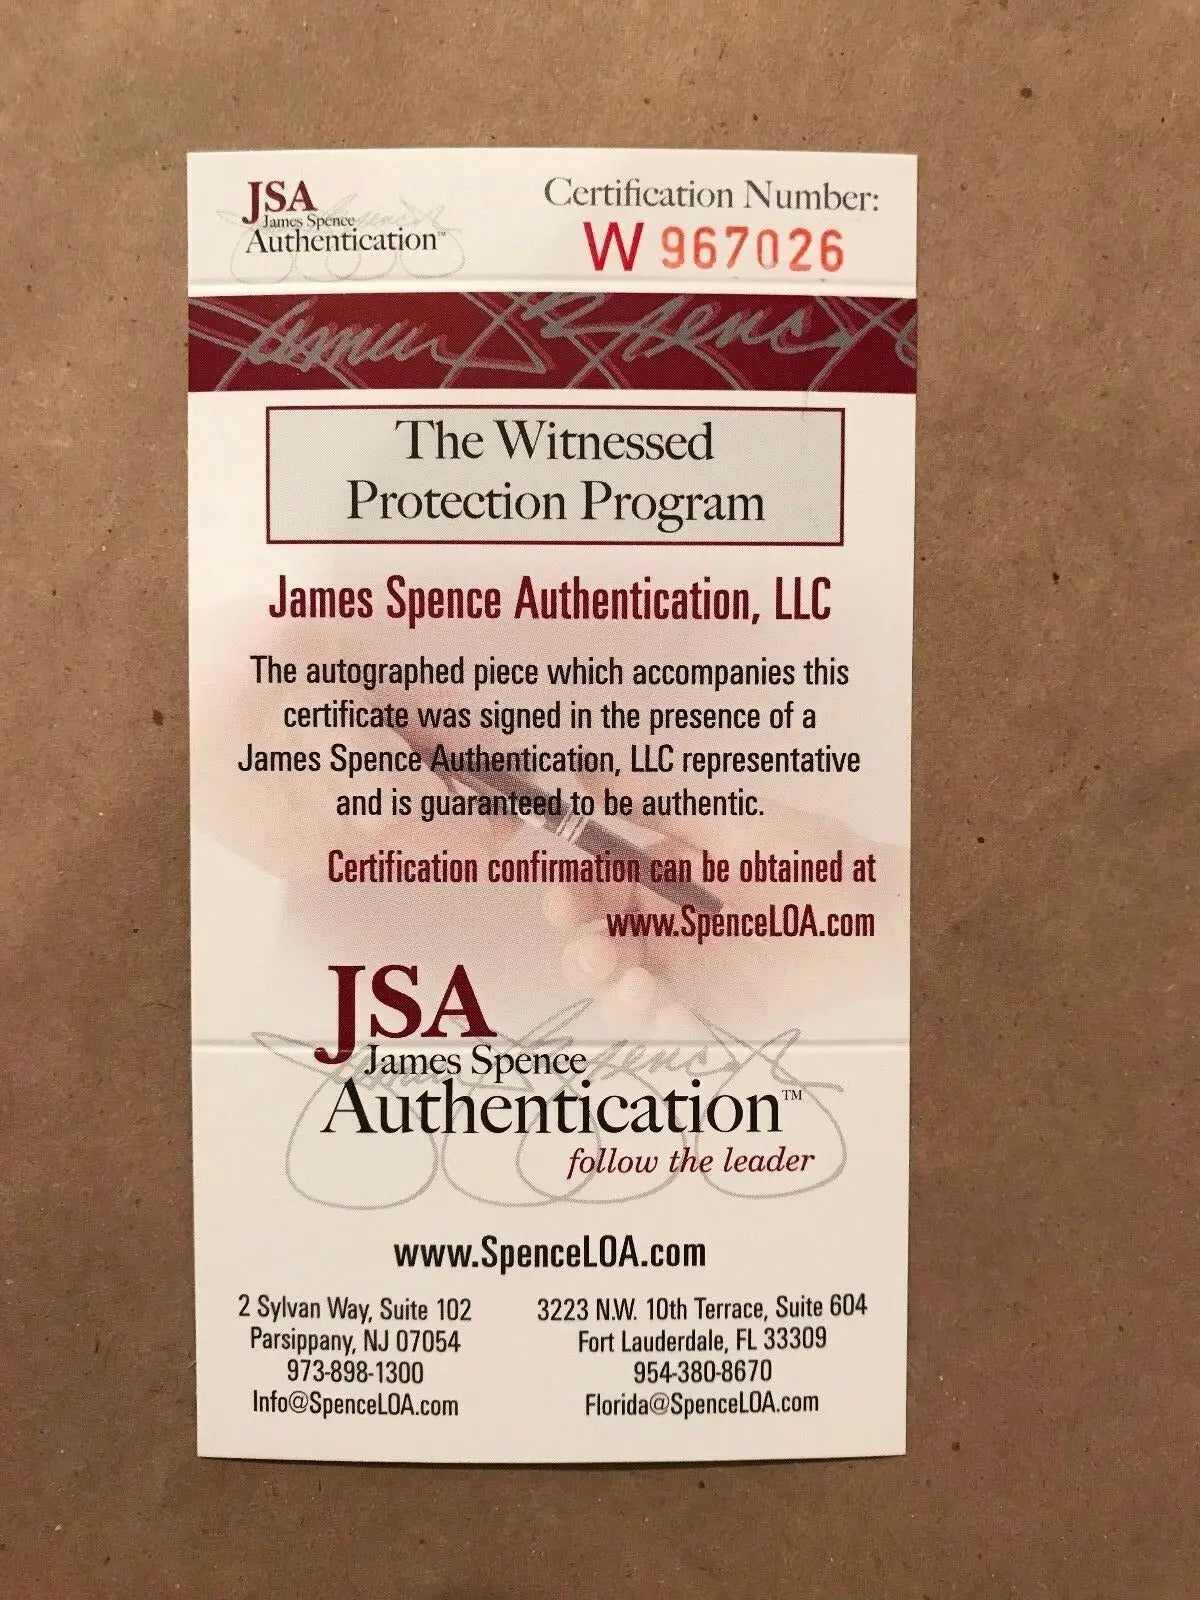 JSA
James Spence
Authentication™
Certification Number:
W 967026
James Spence
The Witnessed
Protection Program
James Spence Authentication, LLC
The autographed piece which accompanies this
certificate was signed in the presence of a
James Spence Authentication, LLC representative
and is guaranteed to be authentic.
Certification confirmation can be obtained at
www.SpenceLOA.com
JSA
James Spence
Authentication™
follow the leader
www.SpenceLOA.com
2 Sylvan Way, Suite 102
Parsippany, NJ 07054
973-898-1300
Info@SpenceLOA.com
3223 N.W. 10th Terrace, Suite 604
Fort Lauderdale, FL 33309
954-380-8670
Florida@SpenceLOA.com